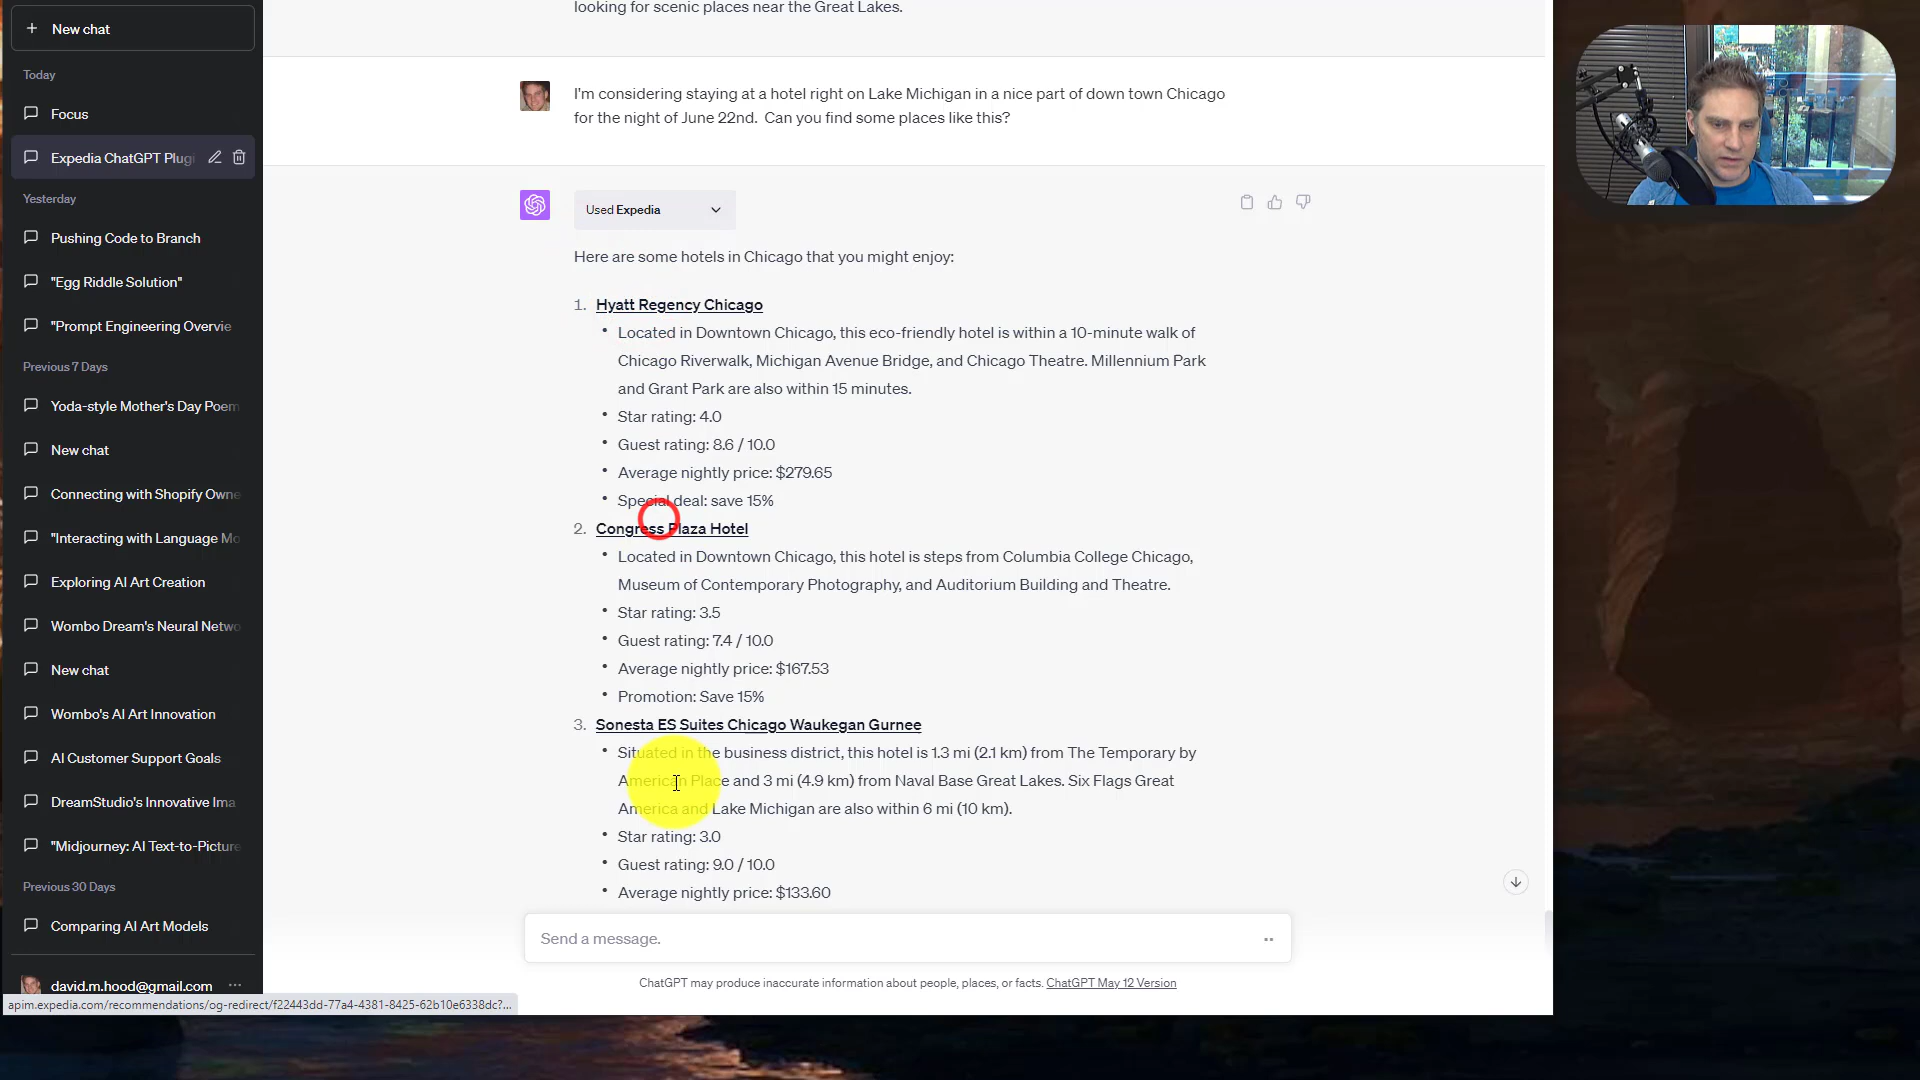 New chat
Today
Focus
Expedia ChatGPT Plugi
Yesterday
Pushing Code to Branch
"Egg Riddle Solution"
"Prompt Engineering Overvie
Previous 7 Days
Yoda-style Mother's Day Poem
New chat
Connecting with Shopify Owne
"Interacting with Language Mo
Exploring AI Art Creation
Wombo Dream's Neural Netwo
New chat
Wombo's AI Art Innovation
AI Customer Support Goals
DreamStudio's Innovative Ima
"Midjourney: AI Text-to-Picture
Previous 30 Days
Comparing AI Art Models
david.m.hood@gmail.com
apim.expedia.com/recommendations/og-redirect/f22443dd-77a4-4381-8425-62b10e6338dc?...
looking for scenic places near the Great Lakes.
I'm considering staying at a hotel right on Lake Michigan in a nice part of down town Chicago
for the night of June 22nd.  Can you find some places like this?
Used Expedia
Here are some hotels in Chicago that you might enjoy:
1. Hyatt Regency Chicago
• Located in Downtown Chicago, this eco-friendly hotel is within a 10-minute walk of
Chicago Riverwalk, Michigan Avenue Bridge, and Chicago Theatre. Millennium Park
and Grant Park are also within 15 minutes.
• Star rating: 4.0
• Guest rating: 8.6 / 10.0
• Average nightly price: $279.65
• Special deal: save 15%
2. Congress Plaza Hotel
• Located in Downtown Chicago, this hotel is steps from Columbia College Chicago,
Museum of Contemporary Photography, and Auditorium Building and Theatre.
• Star rating: 3.5
• Guest rating: 7.4 / 10.0
• Average nightly price: $167.53
• Promotion: Save 15%
3. Sonesta ES Suites Chicago Waukegan Gurnee
• Situated in the business district, this hotel is 1.3 mi (2.1 km) from The Temporary by
American Place and 3 mi (4.9 km) from Naval Base Great Lakes. Six Flags Great
America and Lake Michigan are also within 6 mi (10 km).
• Star rating: 3.0
• Guest rating: 9.0 / 10.0
• Average nightly price: $133.60
Send a message.
ChatGPT may produce inaccurate information about people, places, or facts. ChatGPT May 12 Version